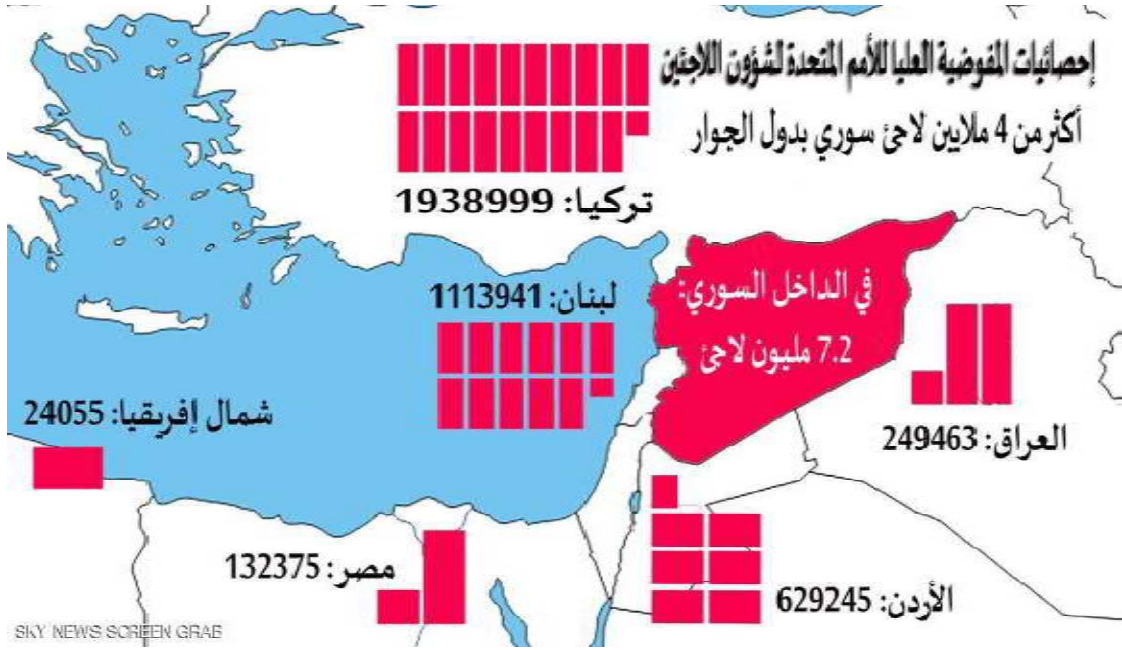 إحصائيات المفوضية العليا للأمم المتحدة لشؤون اللاجئين
أكثر من 4 ملايين لاجئ سوري بدول الجوار
تركيا: 1938999
لبنان: 1113941
في الداخل السوري:
7.2 مليون لاجئ
شمال إفريقيا: 24055
العراق: 249463
مصر: 132375
الأردن: 629245
SKY NEWS SCREEN GRAB